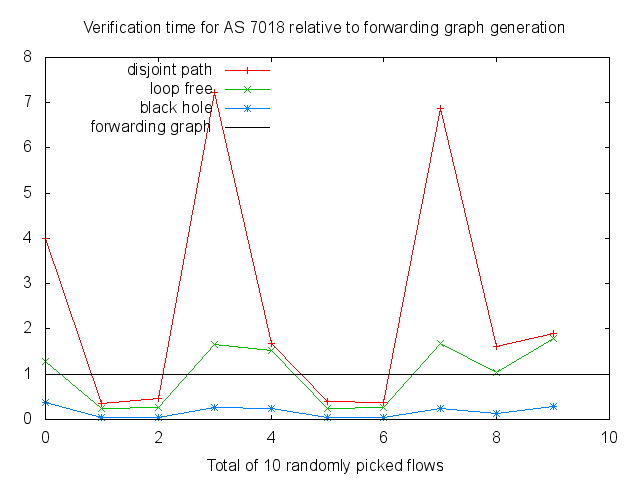 Verification time for AS 7018 relative to forwarding graph generation
8
7
6
5
4
3
2
1
0
disjoint path
loop free
black hole
forwarding graph
0 2 4 6 8 10
Total of 10 randomly picked flows